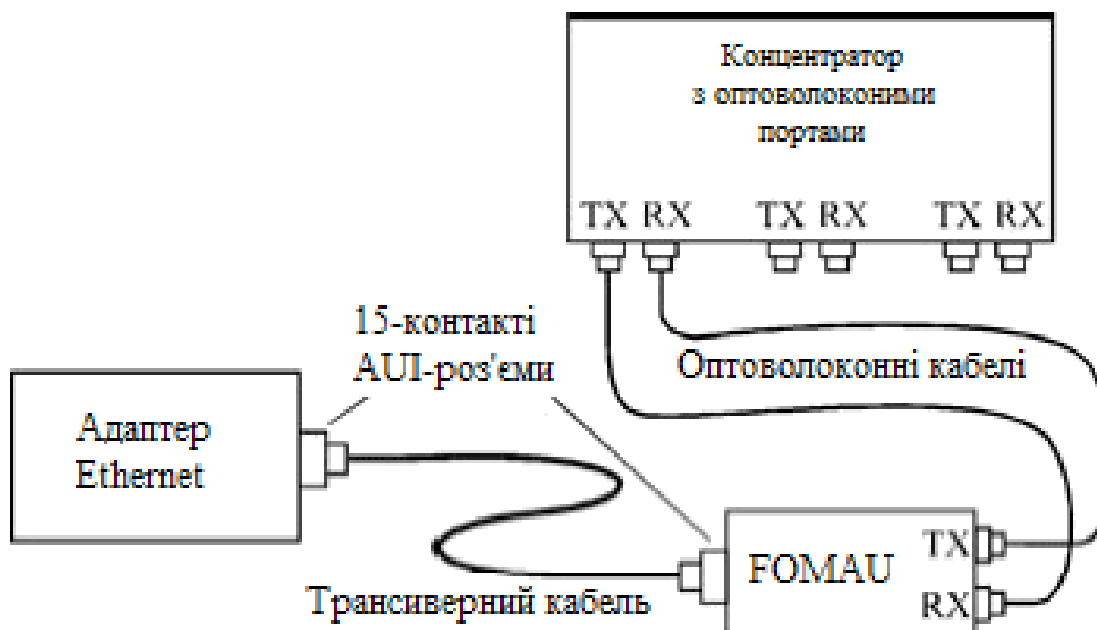 Концентратор
з оптоволоконими
портами
TX RX TX RX TX RX
15-контакті
AUI-роз'єми
Оптоволоконні кабелі
Адаптер
Ethernet
TX
FOMAU
RX
Трансиверний кабель